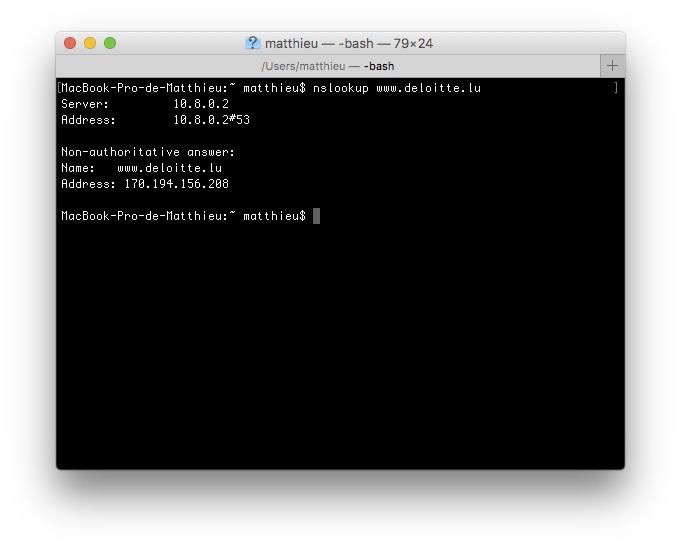 matthieu — -bash — 79×24
/Users/matthieu — -bash
[MacBook-Pro-de-Matthieu:~ matthieu$ nslookup www.deloitte.lu ]
Server: 10.8.0.2
Address: 10.8.0.2#53
Non-authoritative answer:
Name: www.deloitte.lu
Address: 170.194.156.208
MacBook-Pro-de-Matthieu:~ matthieu$